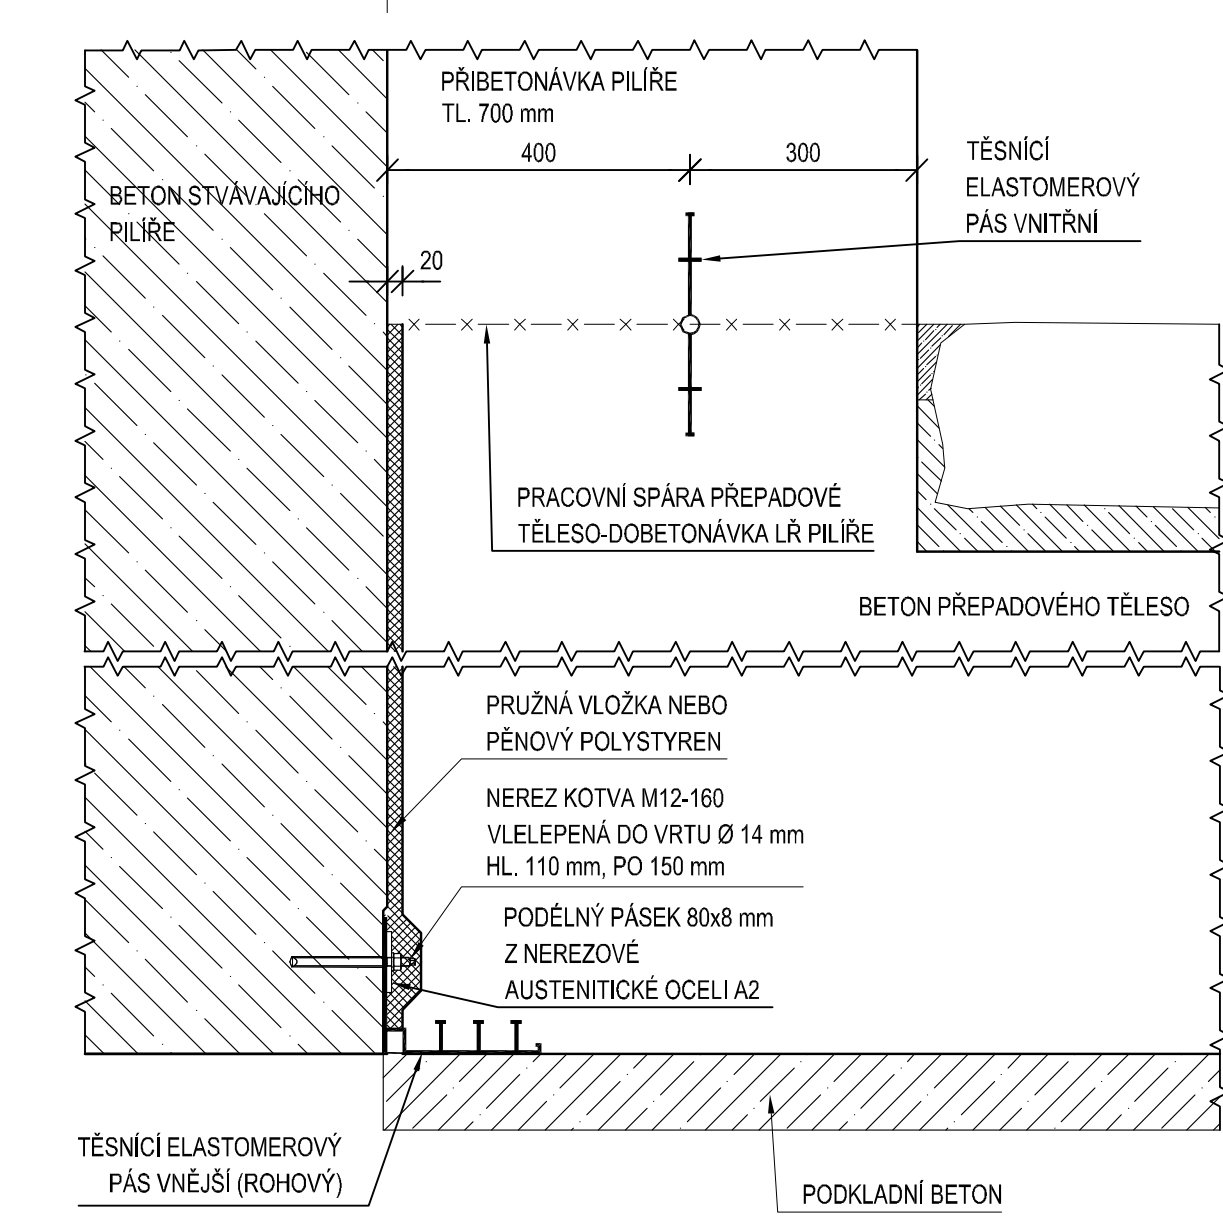 PŘIBETONÁVKA PILÍŘE
TL. 700 mm
400
300
TĚSNÍCÍ
ELASTOMEROVÝ
PÁS VNITŘNÍ
BETON STVÁVAJÍCÍHO
PILÍŘE
20
PRACOVNÍ SPÁRA PŘEPADOVÉ
TĚLESO-DOBETONÁVKA LŘ PILÍŘE
BETON PŘEPADOVÉHO TĚLESO
PRUŽNÁ VLOŽKA NEBO
PĚNOVÝ POLYSTYREN
NEREZ KOTVA M12-160
VLELEPENÁ DO VRTU Ø 14 mm
HL. 110 mm, PO 150 mm
PODÉLNÝ PÁSEK 80x8 mm
Z NEREZOVÉ
AUSTENITICKÉ OCELI A2
TĚSNÍCÍ ELASTOMEROVÝ
PÁS VNĚJŠÍ (ROHOVÝ)
PODKLADNÍ BETON